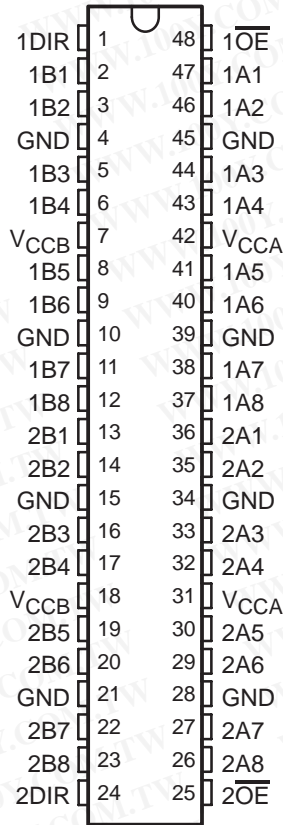 1DIR 1 48 1OE
1B1 2 47 1A1
1B2 3 46 1A2
GND 4 45 GND
1B3 5 44 1A3
1B4 6 43 1A4
VCCB 7 42 VCCA
1B5 8 41 1A5
1B6 9 40 1A6
GND 10 39 GND
1B7 11 38 1A7
1B8 12 37 1A8
2B1 13 36 2A1
2B2 14 35 2A2
GND 15 34 GND
2B3 16 33 2A3
2B4 17 32 2A4
VCCB 18 31 VCCA
2B5 19 30 2A5
2B6 20 29 2A6
GND 21 28 GND
2B7 22 27 2A7
2B8 23 26 2A8
2DIR 24 25 2OE